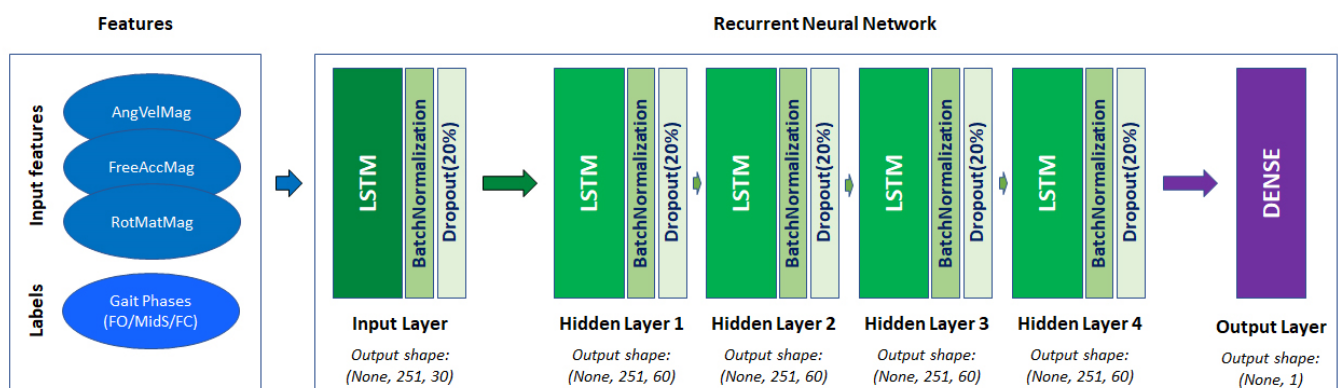 Features
Recurrent Neural Network
Input features
AngVelMag
FreeAccMag
RotMatMag
Labels
Gait Phases
(FO/MidS/FC)
LSTM
BatchNormalization
Dropout(20%)
Input Layer
Output shape:
(None, 251, 30)
LSTM
BatchNormalization
Dropout(20%)
Hidden Layer 1
Output shape:
(None, 251, 60)
LSTM
BatchNormalization
Dropout(20%)
Hidden Layer 2
Output shape:
(None, 251, 60)
LSTM
BatchNormalization
Dropout(20%)
Hidden Layer 3
Output shape:
(None, 251, 60)
LSTM
BatchNormalization
Dropout(20%)
Hidden Layer 4
Output shape:
(None, 251, 60)
DENSE
Output Layer
Output shape:
(None, 1)